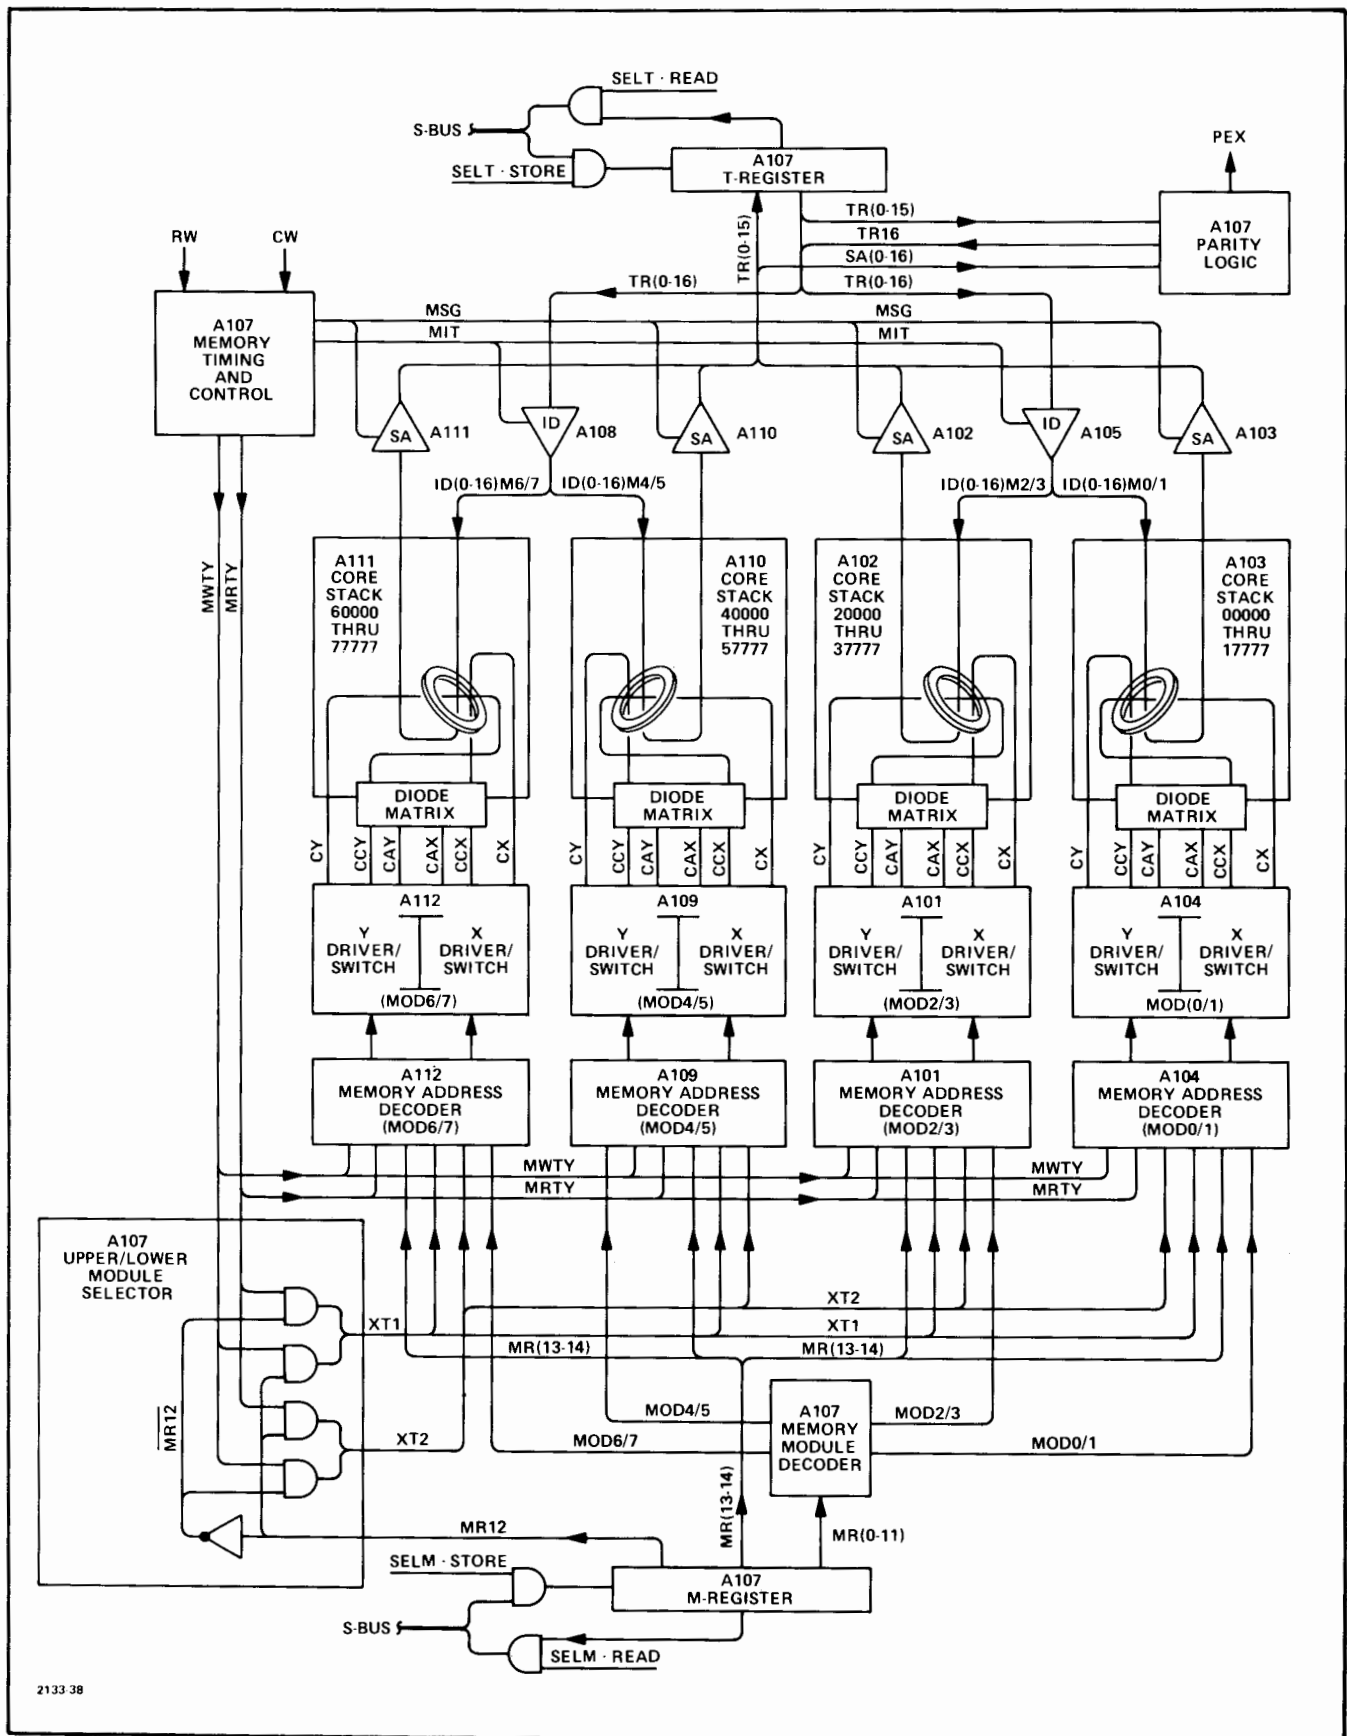 SELT · READ
S-BUS
SELT · STORE
A107
T-REGISTER
PEX
TR(0-15)
TR16
SA(0-16)
TR(0-16)
TR(0-16)
TR(0-15)
A107
PARITY
LOGIC
RW
CW
A107
MEMORY
TIMING
AND
CONTROL
MSG
MIT
MSG
MIT
SA
A111
ID
A108
SA
A110
SA
A102
ID
A105
SA
A103
ID(0-16)M6/7
ID(0-16)M4/5
ID(0-16)M2/3
ID(0-16)M0/1
MWTY
MRTY
A111
CORE
STACK
60000
THRU
77777
A110
CORE
STACK
40000
THRU
57777
A102
CORE
STACK
20000
THRU
37777
A103
CORE
STACK
00000
THRU
17777
DIODE
MATRIX
DIODE
MATRIX
DIODE
MATRIX
DIODE
MATRIX
CY
CCY
CAY
CAX
CCX
CX
CY
CCY
CAY
CAX
CCX
CX
CY
CCY
CAY
CAX
CCX
CX
CY
CCY
CAY
CAX
CCX
CX
A112
Y
DRIVER/
SWITCH
X
DRIVER/
SWITCH
(MOD6/7)
A109
Y
DRIVER/
SWITCH
X
DRIVER/
SWITCH
(MOD4/5)
A101
Y
DRIVER/
SWITCH
X
DRIVER/
SWITCH
(MOD2/3)
A104
Y
DRIVER/
SWITCH
X
DRIVER/
SWITCH
MOD(0/1)
A112
MEMORY ADDRESS
DECODER
(MOD6/7)
A109
MEMORY ADDRESS
DECODER
(MOD4/5)
A101
MEMORY ADDRESS
DECODER
(MOD2/3)
A104
MEMORY ADDRESS
DECODER
(MOD0/1)
MWTY
MRTY
MWTY
MRTY
A107
UPPER/LOWER
MODULE
SELECTOR
XT2
XT1
XT1
MR(13-14)
MR(13-14)
MOD4/5
MOD6/7
A107
MEMORY
MODULE
DECODER
MOD2/3
MOD0/1
XT2
MR12
MR12
MR(13-14)
MR(0-11)
SELM · STORE
A107
M-REGISTER
S-BUS
SELM · READ
2133-38